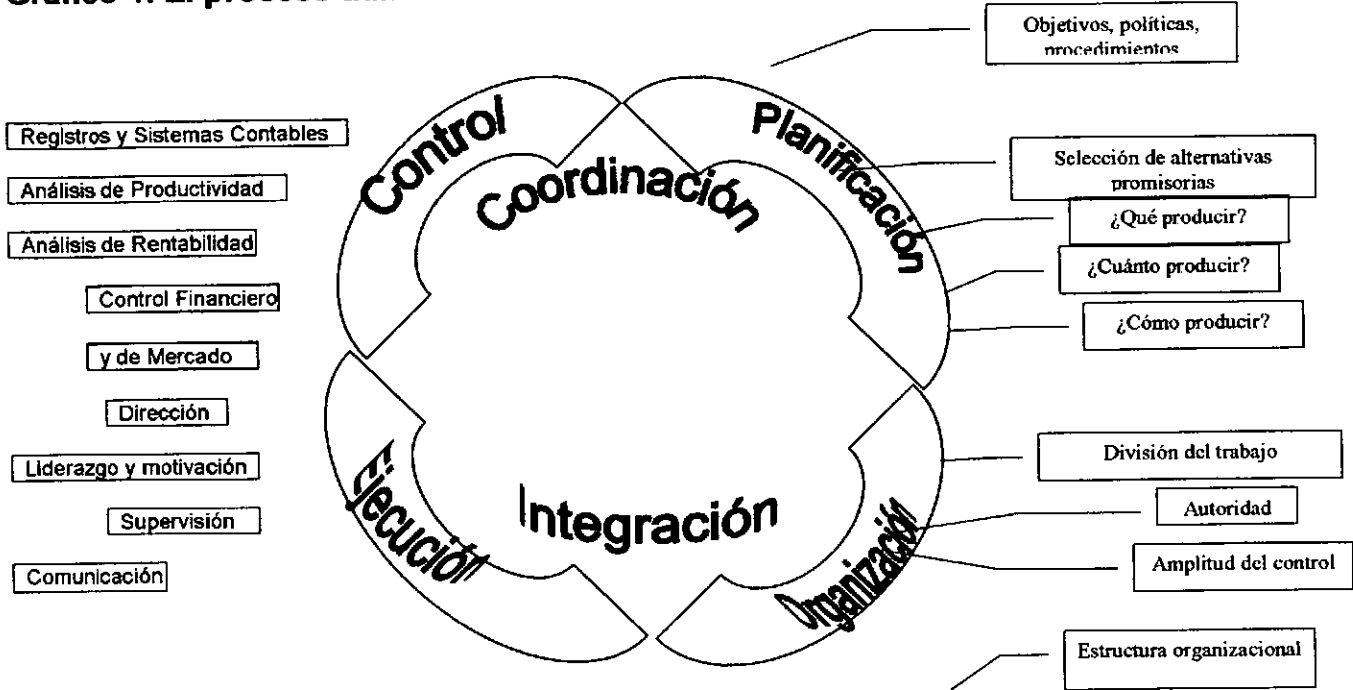 Objetivos, políticas,
procedimientos
Registros y Sistemas Contables
Análisis de Productividad
Análisis de Rentabilidad
Control Financiero
y de Mercado
Dirección
Liderazgo y motivación
Supervisión
Comunicación
Control
Coordinación
Planificación
Ejecución
Integración
Organización
Selección de alternativas
promisorias
¿Qué producir?
¿Cuánto producir?
¿Cómo producir?
División del trabajo
Autoridad
Amplitud del control
Estructura organizacional